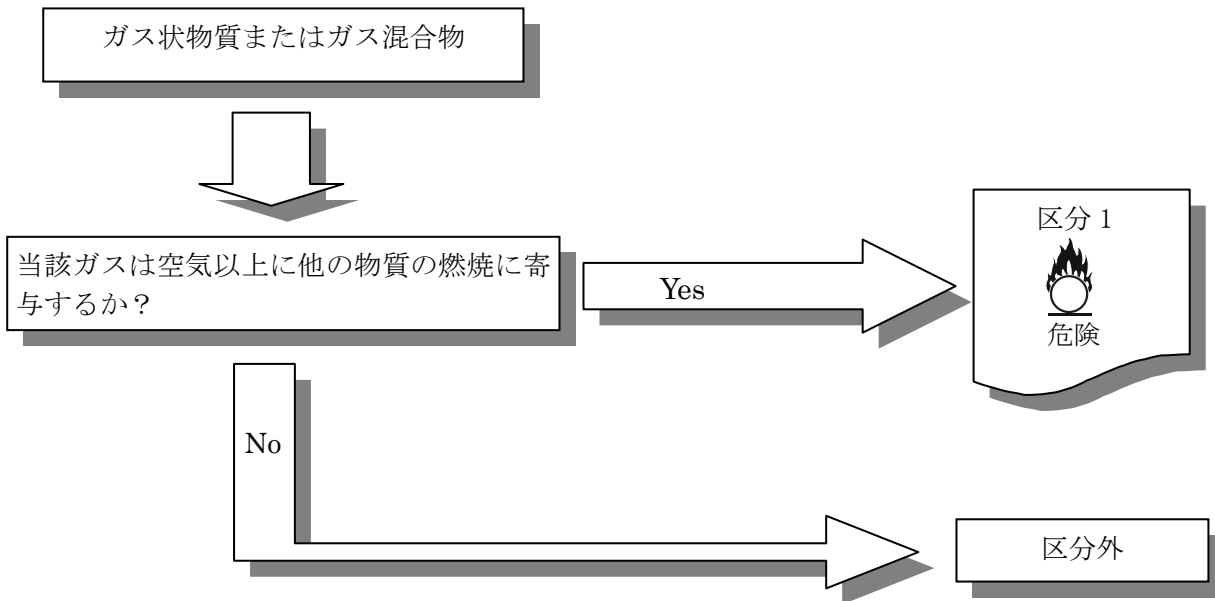 ガス状物質またはガス混合物
当該ガスは空気以上に他の物質の燃焼に寄
与するか？
Yes
区分 1
危険
No
区分外